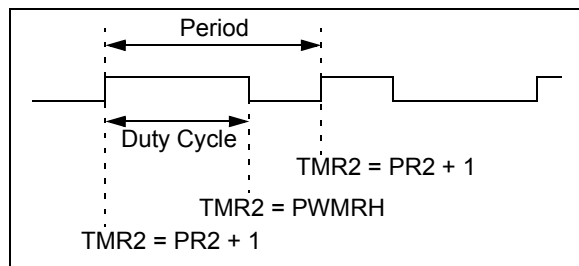 Period
Duty Cycle
TMR2 = PR2 + 1
TMR2 = PWMRH
TMR2 = PR2 + 1